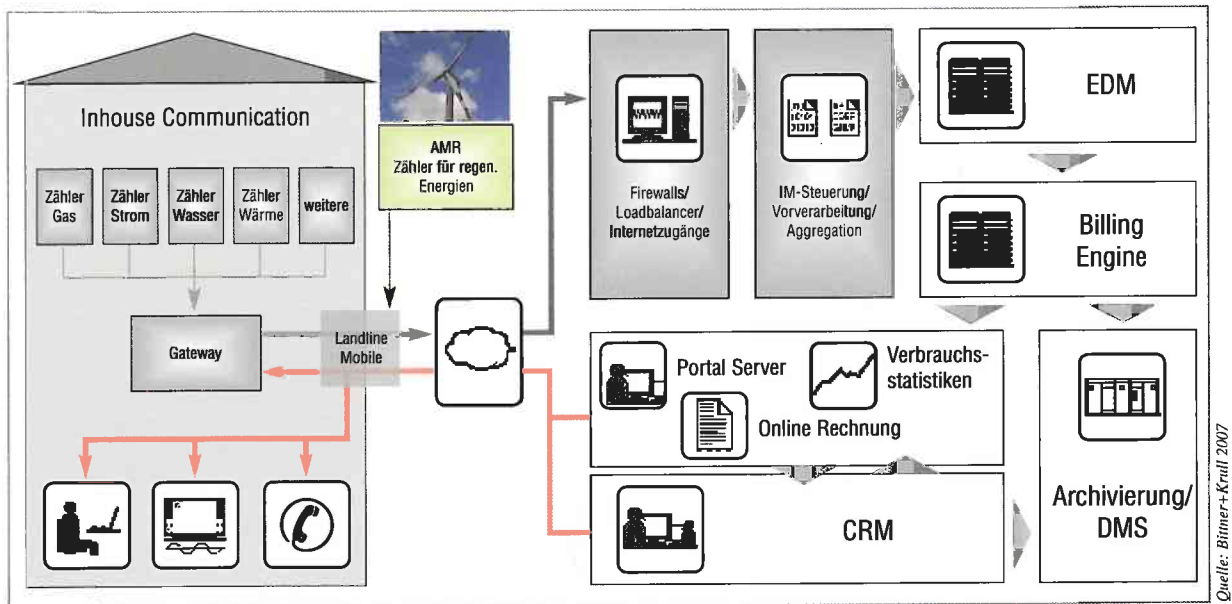 Inhouse Communication
Zähler
Gas
Zähler
Strom
Zähler
Wasser
Zähler
Wärme
weitere
Gateway
AMR
Zähler für regen.
Energien
Landline
Mobile
Firewalls/
Loadbalancer/
Internetzugänge
IM-Steuerung/
Vorverarbeitung/
Aggregation
EDM
Billing
Engine
Portal Server
Verbrauchs-
statistiken
Online Rechnung
CRM
Archivierung/
DMS
Quelle: Bittner+Krull 2007